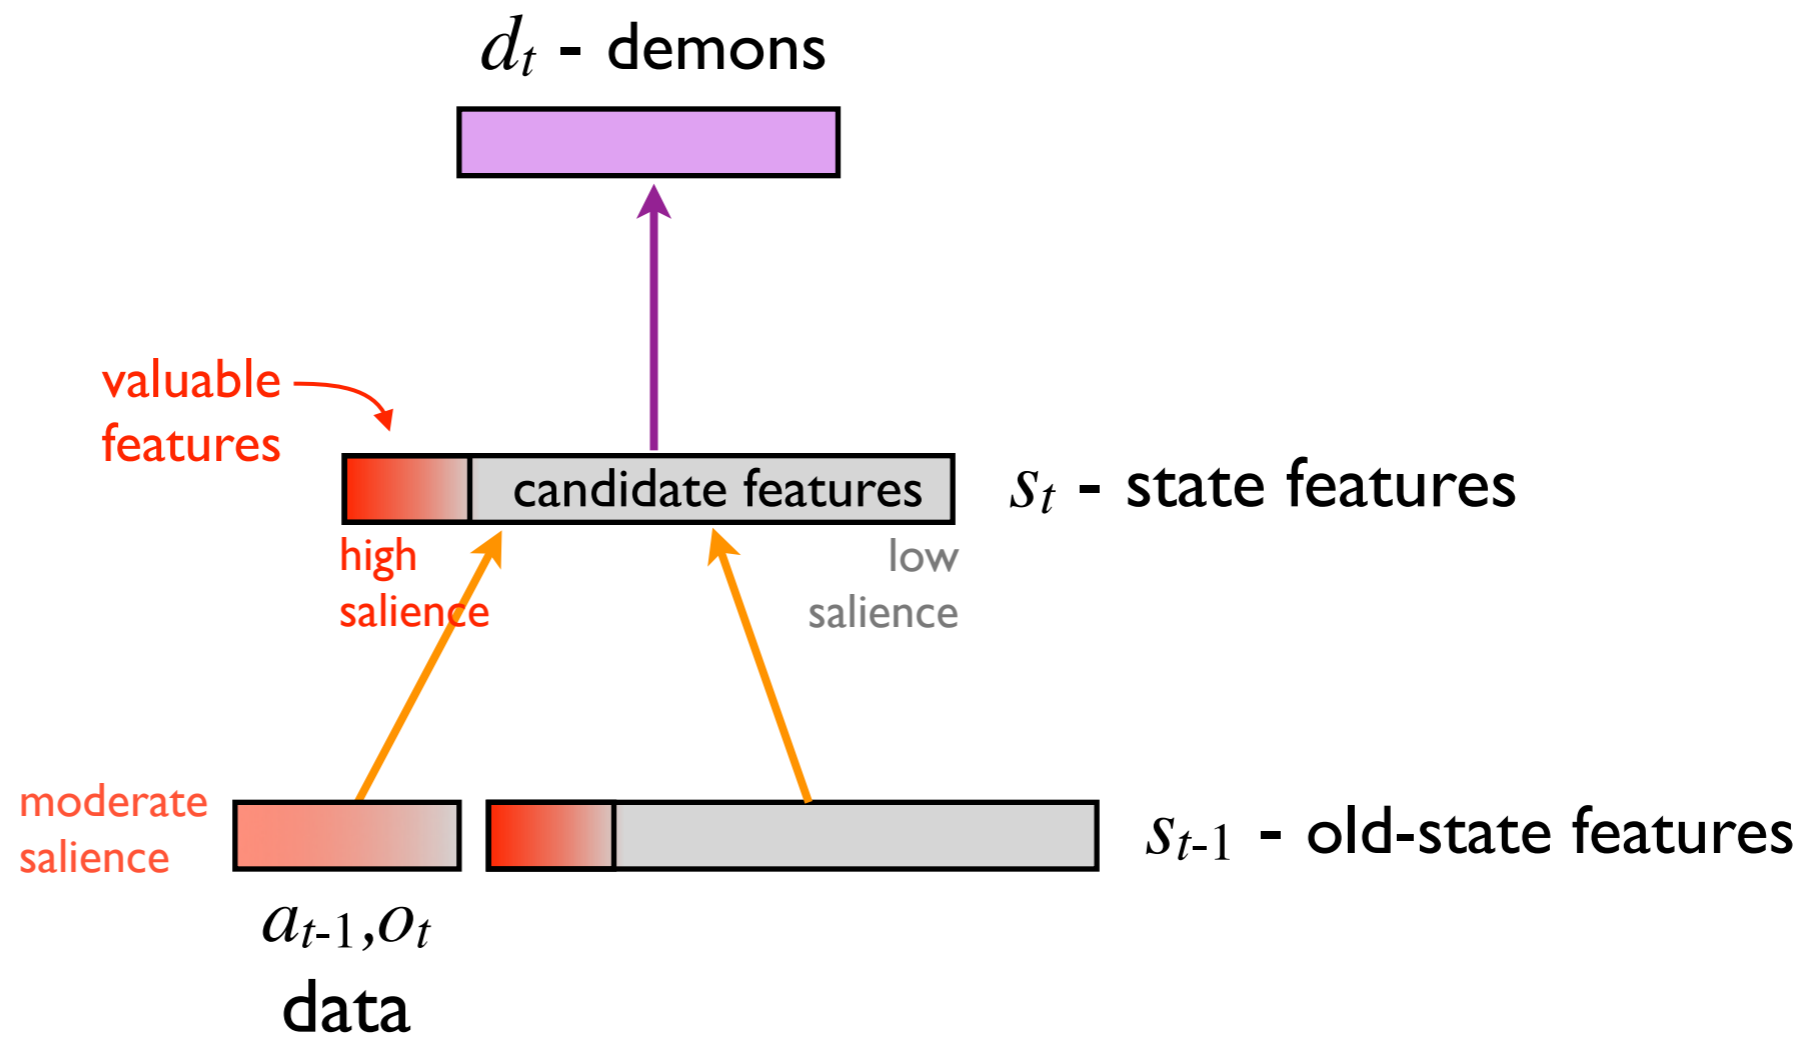 dₜ - demons
valuable
features
candidate features
sₜ - state features
high
salience
low
salience
moderate
salience
sₜ₋₁ - old-state features
aₜ₋₁,oₜ
data